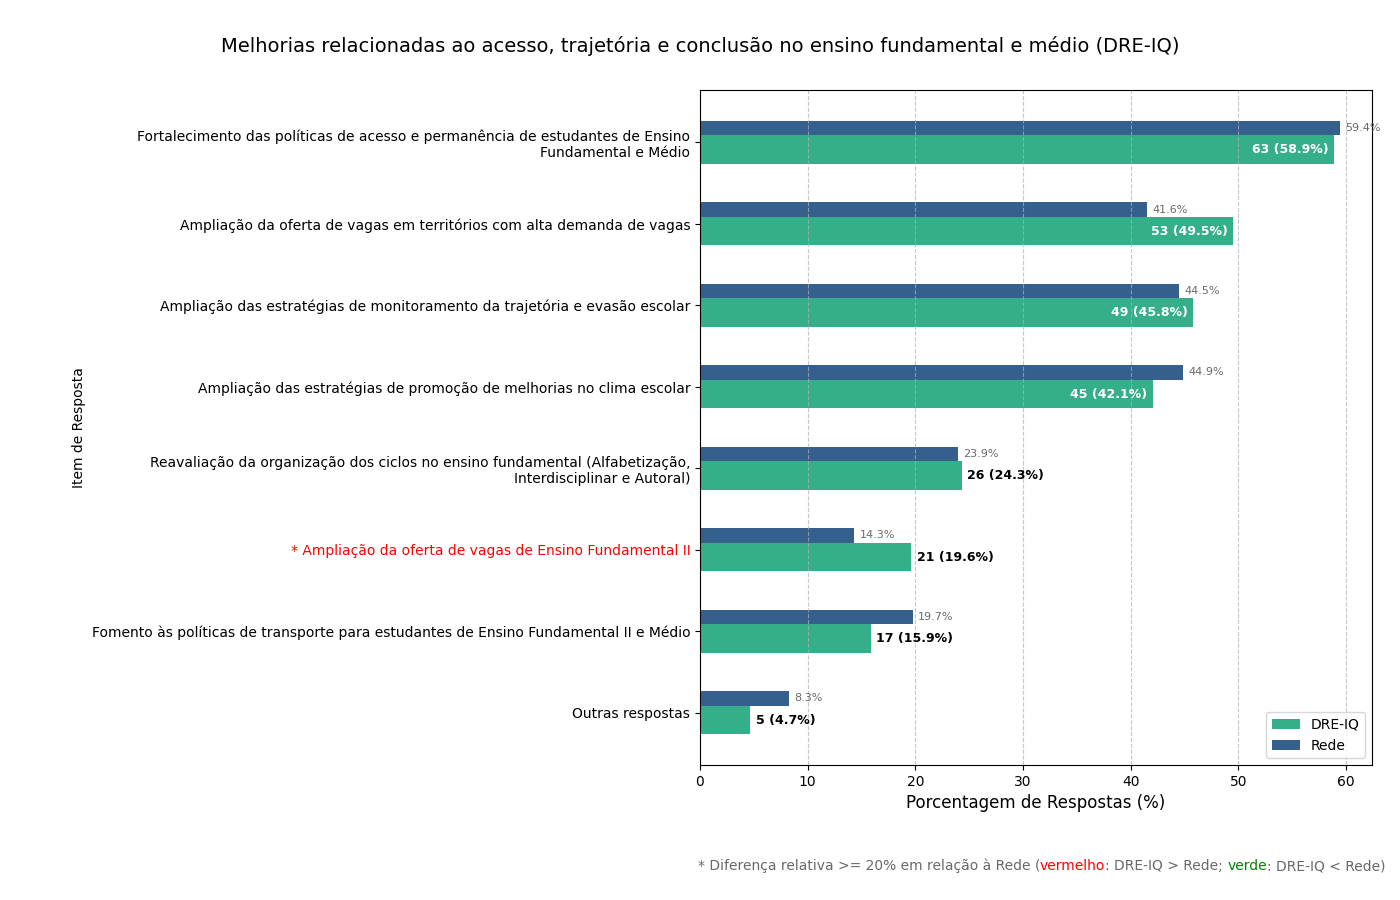 Melhorias relacionadas ao acesso, trajetória e conclusão no ensino fundamental e médio (DRE-IQ)
Item de Resposta
Fortalecimento das políticas de acesso e permanência de estudantes de Ensino
Fundamental e Médio
59.4%
63 (58.9%)
Ampliação da oferta de vagas em territórios com alta demanda de vagas
41.6%
53 (49.5%)
Ampliação das estratégias de monitoramento da trajetória e evasão escolar
44.5%
49 (45.8%)
Ampliação das estratégias de promoção de melhorias no clima escolar
44.9%
45 (42.1%)
Reavaliação da organização dos ciclos no ensino fundamental (Alfabetização,
Interdisciplinar e Autoral)
23.9%
26 (24.3%)
* Ampliação da oferta de vagas de Ensino Fundamental II
14.3%
21 (19.6%)
Fomento às políticas de transporte para estudantes de Ensino Fundamental II e Médio
19.7%
17 (15.9%)
Outras respostas
8.3%
5 (4.7%)
DRE-IQ
Rede
0 10 20 30 40 50 60
Porcentagem de Respostas (%)
* Diferença relativa >= 20% em relação à Rede (vermelho: DRE-IQ > Rede; verde: DRE-IQ < Rede)